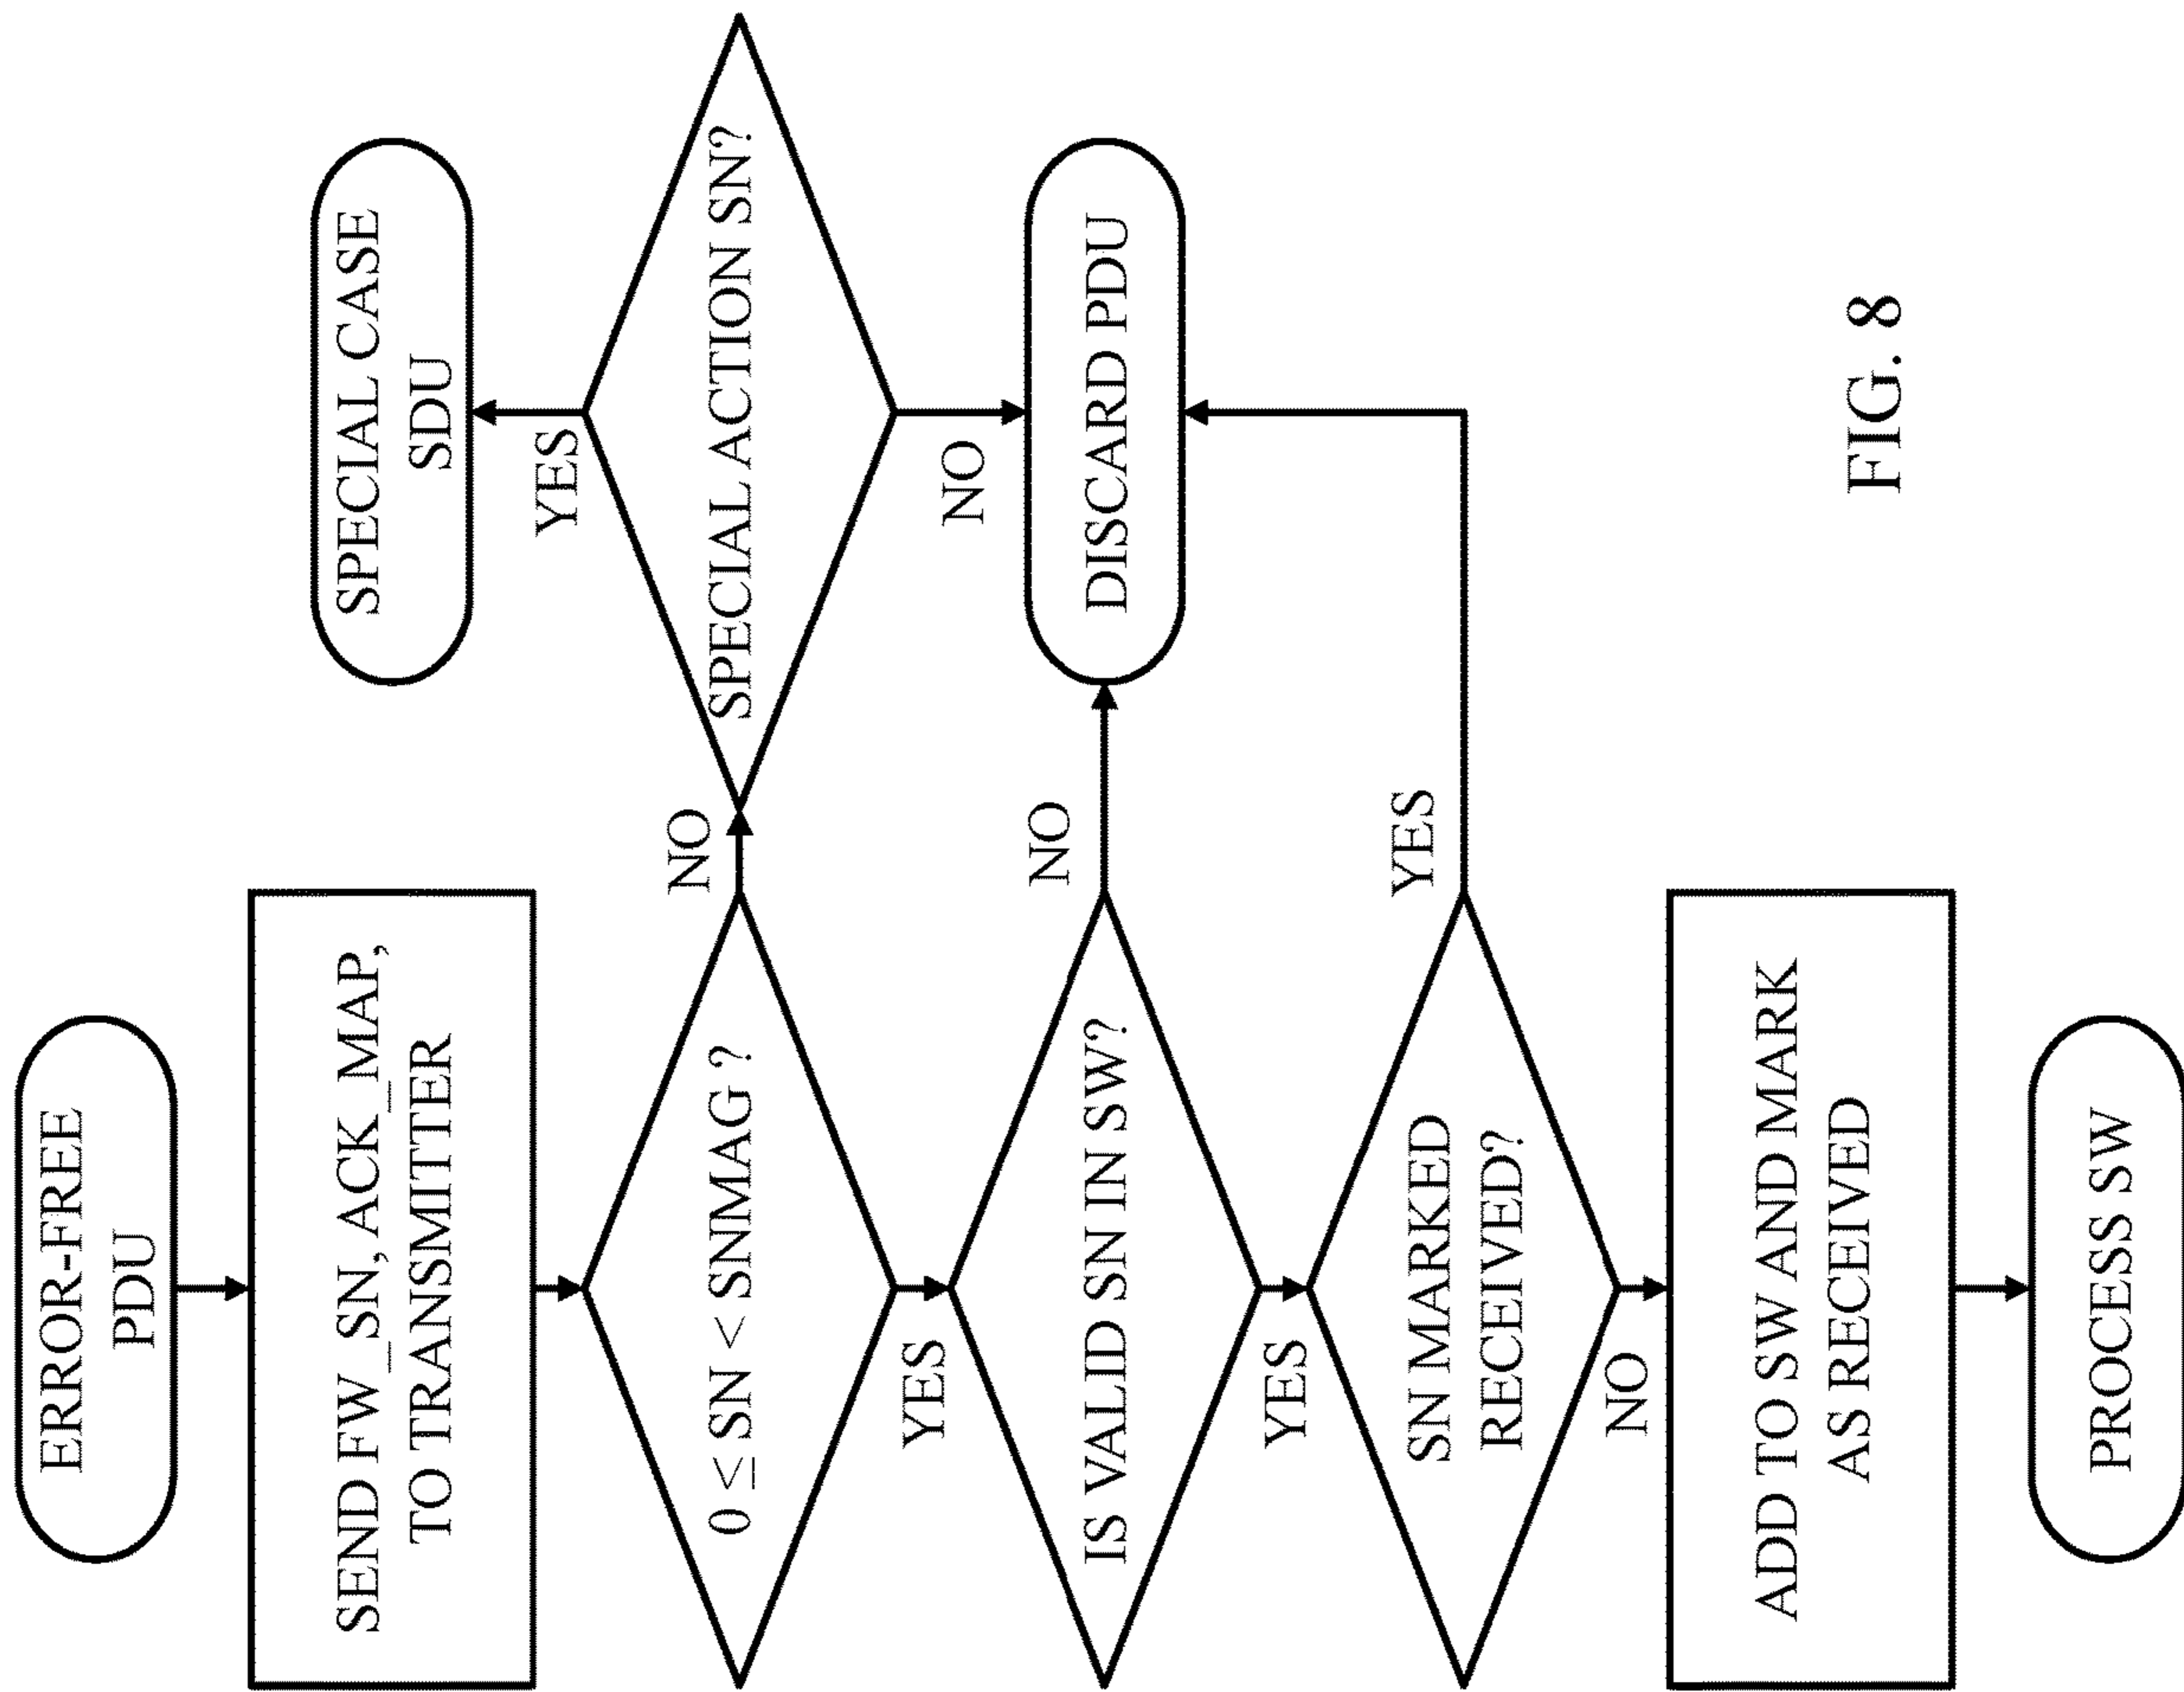 ERROR-FREE
PDU
SEND FW_SN, ACK_MAP,
TO TRANSMITTER
0 ≤ SN < SNMAG ?
NO
SPECIAL ACTION SN?
YES
SPECIAL CASE
SDU
NO
DISCARD PDU
YES
IS VALID SN IN SW?
NO
YES
SN MARKED
RECEIVED?
YES
NO
ADD TO SW AND MARK
AS RECEIVED
PROCESS SW
FIG. 8